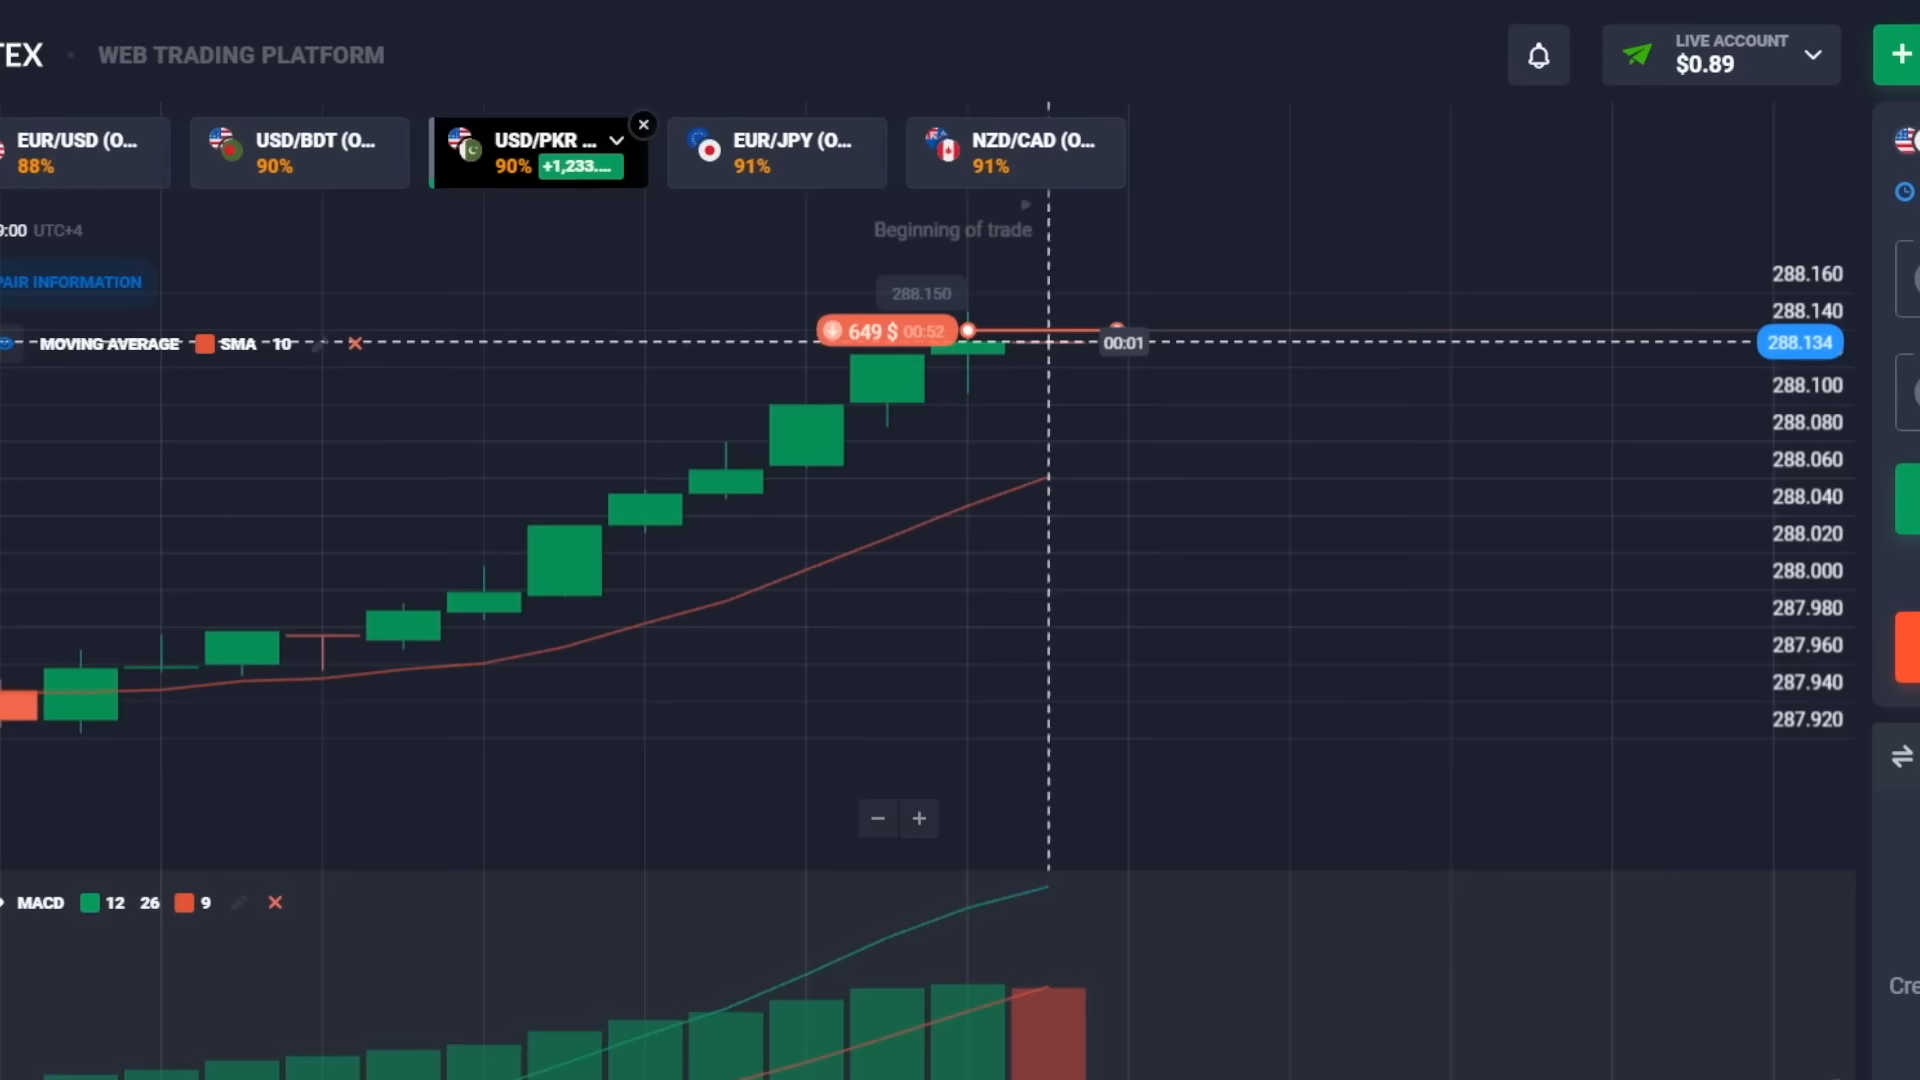 TEX · WEB TRADING PLATFORM
LIVE ACCOUNT
$0.89
EUR/USD (O...
88%
USD/BDT (O...
90%
USD/PKR ...
90% +1,233....
EUR/JPY (O...
91%
NZD/CAD (O...
91%
9:00 UTC+4
Beginning of trade
PAIR INFORMATION
288.150
649 $ 00:52
MOVING AVERAGE SMA 10
00:01
288.160
288.140
288.134
288.100
288.080
288.060
288.040
288.020
288.000
287.980
287.960
287.940
287.920
MACD 12 26 9
Cre